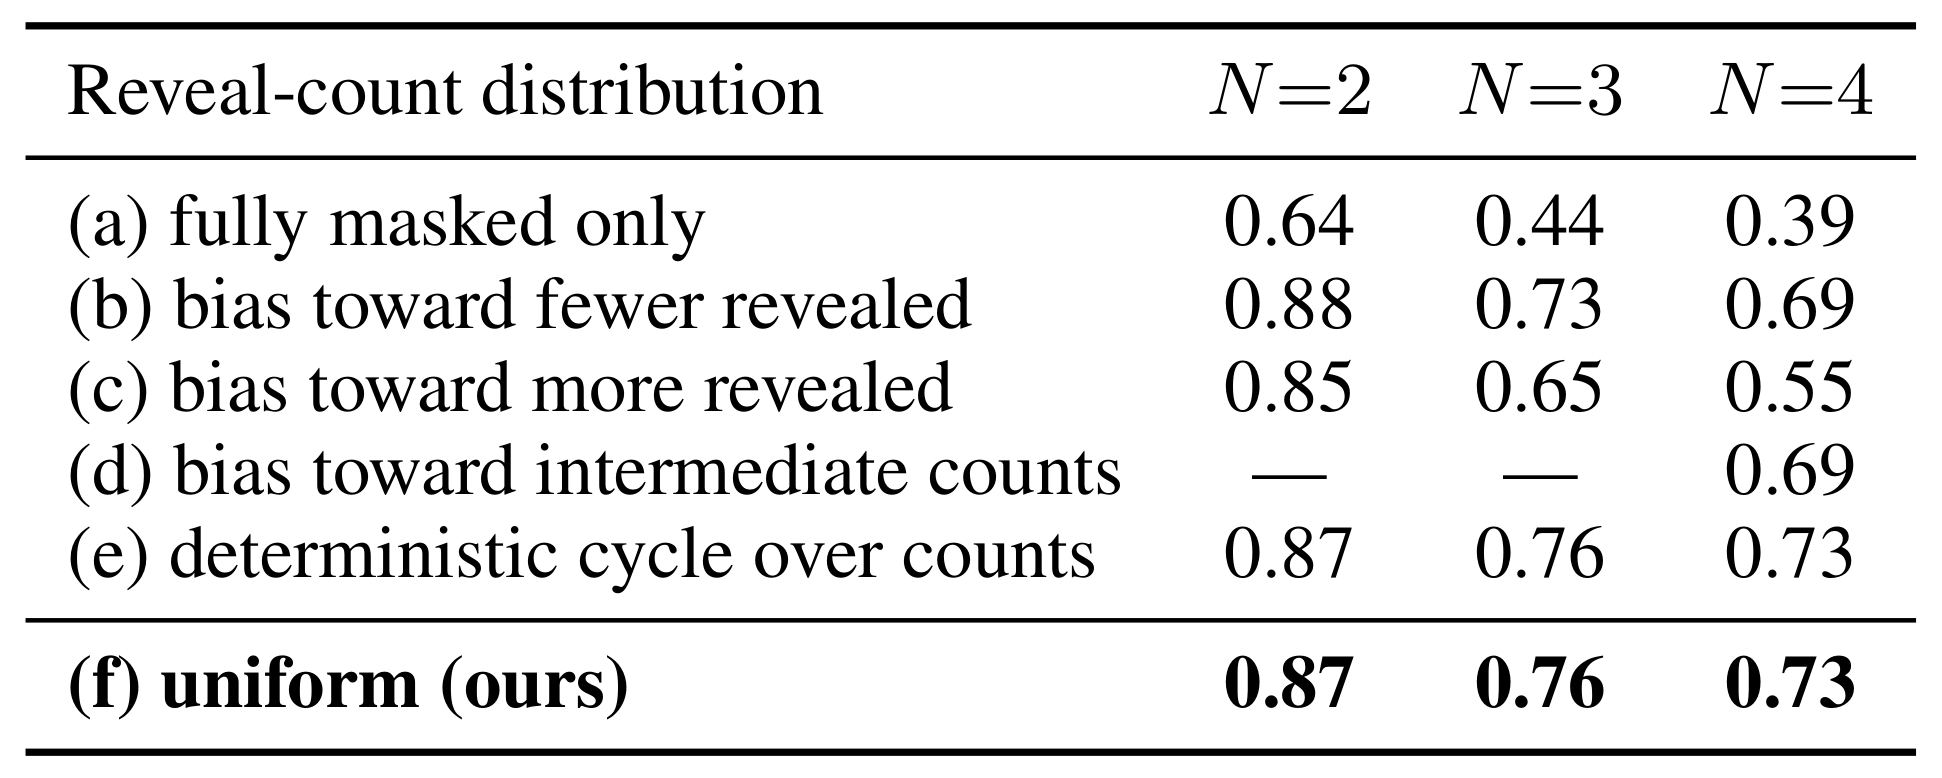 Reveal-count distribution N=2 N=3 N=4
(a) fully masked only 0.64 0.44 0.39
(b) bias toward fewer revealed 0.88 0.73 0.69
(c) bias toward more revealed 0.85 0.65 0.55
(d) bias toward intermediate counts — — 0.69
(e) deterministic cycle over counts 0.87 0.76 0.73
(f) uniform (ours) 0.87 0.76 0.73